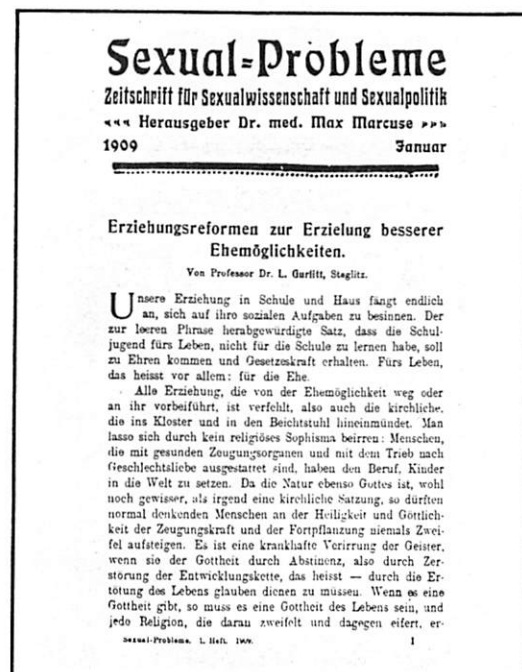 Sexual=Probleme
Zeitschrift für Sexualwissenschaft und Sexualpolitik
««« Herausgeber Dr. med. Max Marcuse »»»
1909 Januar
Erziehungsreformen zur Erzielung besserer
Ehemöglichkeiten.
Von Professor Dr. L. Gurlitt, Steglitz.
Unsere Erziehung in Schule und Haus fängt endlich
an, sich auf ihre sozialen Aufgaben zu besinnen. Der
zur leeren Phrase herabgewürdigte Satz, dass die Schul-
jugend fürs Leben, nicht für die Schule zu lernen habe, soll
zu Ehren kommen und Gesetzeskraft erhalten. Fürs Leben,
das heisst vor allem: für die Ehe.
Alle Erziehung, die von der Ehemöglichkeit weg oder
an ihr vorbeiführt, ist verfehlt, also auch die kirchliche,
die ins Kloster und in den Beichtstuhl hineinmündet. Man
lasse sich durch kein religiöses Sophisma beirren: Menschen,
die mit gesunden Zeugungsorganen und mit dem Trieb nach
Geschlechtsliebe ausgestattet sind, haben den Beruf, Kinder
in die Welt zu setzen. Da die Natur ebenso Gottes ist, wohl
noch gewisser, als irgend eine kirchliche Satzung, so dürften
normal denkenden Menschen an der Heiligkeit und Göttlich-
keit der Zeugungskraft und der Fortpflanzung niemals Zwei-
fel aufsteigen. Es ist eine krankhafte Verirrung der Geister,
wenn sie der Gottheit durch Abstinenz, also durch Zer-
störung der Entwicklungskette, das heisst — durch die Er-
tötung des Lebens glauben dienen zu müssen. Wenn es eine
Gottheit gibt, so muss es eine Gottheit des Lebens sein, und
jede Religion, die daran zweifelt und dagegen eifert, er-
Sexual-Probleme. 1. Heft. 1909. 1